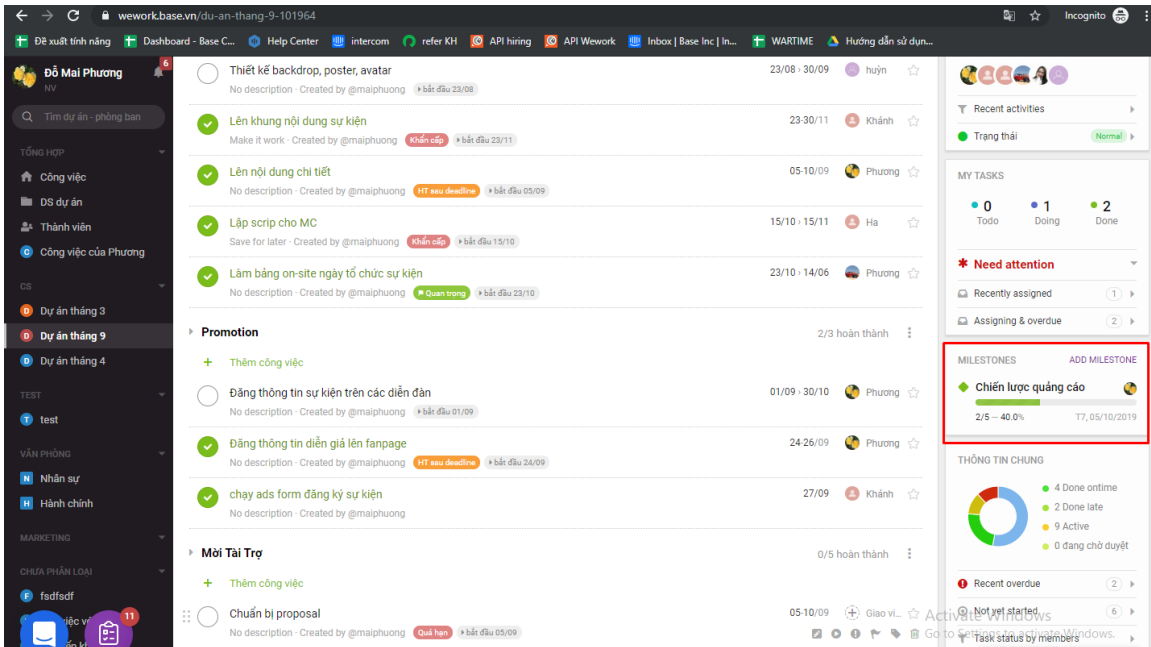 wework.base.vn/du-an-thang-9-101964
Incognito
Đề xuất tính năng
Dashboard - Base C...
Help Center
intercom
refer KH
API hiring
API Wework
Inbox | Base Inc | In...
WARTIME
Hướng dẫn sử dụn...
Đỗ Mai Phương
6
NV
Tìm dự án - phòng ban
TỔNG HỢP
Công việc
DS dự án
Thành viên
C Công việc của Phương
CS
D Dự án tháng 3
D Dự án tháng 9
D Dự án tháng 4
TEST
T test
VĂN PHÒNG
N Nhân sự
H Hành chính
MARKETING
CHƯA PHÂN LOẠI
F fsdfsdf
11
Thiết kế backdrop, poster, avatar 23/08 › 30/09 huỳn
No description · Created by @maiphuong bắt đầu 23/08
Lên khung nội dung sự kiện 23-30/11 Khánh
Make it work · Created by @maiphuong Khẩn cấp bắt đầu 23/11
Lên nội dung chi tiết 05-10/09 Phương
No description · Created by @maiphuong HT sau deadline bắt đầu 05/09
Lập scrip cho MC 15/10 › 15/11 Ha
Save for later · Created by @maiphuong Khẩn cấp bắt đầu 15/10
Làm bảng on-site ngày tổ chức sự kiện 23/10 › 14/06 Phương
No description · Created by @maiphuong Quan trọng bắt đầu 23/10
Promotion 2/3 hoàn thành
+ Thêm công việc
Đăng thông tin sự kiện trên các diễn đàn 01/09 › 30/10 Phương
No description · Created by @maiphuong bắt đầu 01/09
Đăng thông tin diễn giả lên fanpage 24-26/09 Phương
No description · Created by @maiphuong HT sau deadline bắt đầu 24/09
chạy ads form đăng ký sự kiện 27/09 Khánh
No description · Created by @maiphuong
Mời Tài Trợ 0/5 hoàn thành
+ Thêm công việc
Chuẩn bị proposal 05-10/09 Giao vi...
No description · Created by @maiphuong Quá hạn bắt đầu 05/09
Recent activities
Trạng thái Normal
MY TASKS
0 1 2
Todo Doing Done
Need attention
Recently assigned 1
Assigning & overdue 2
MILESTONES ADD MILESTONE
Chiến lược quảng cáo
2/5 — 40.0% T7, 05/10/2019
THÔNG TIN CHUNG
4 Done ontime
2 Done late
9 Active
0 đang chờ duyệt
Recent overdue 2
Not yet started 6
Task status by members
Activate Windows
Go to Settings to activate Windows.